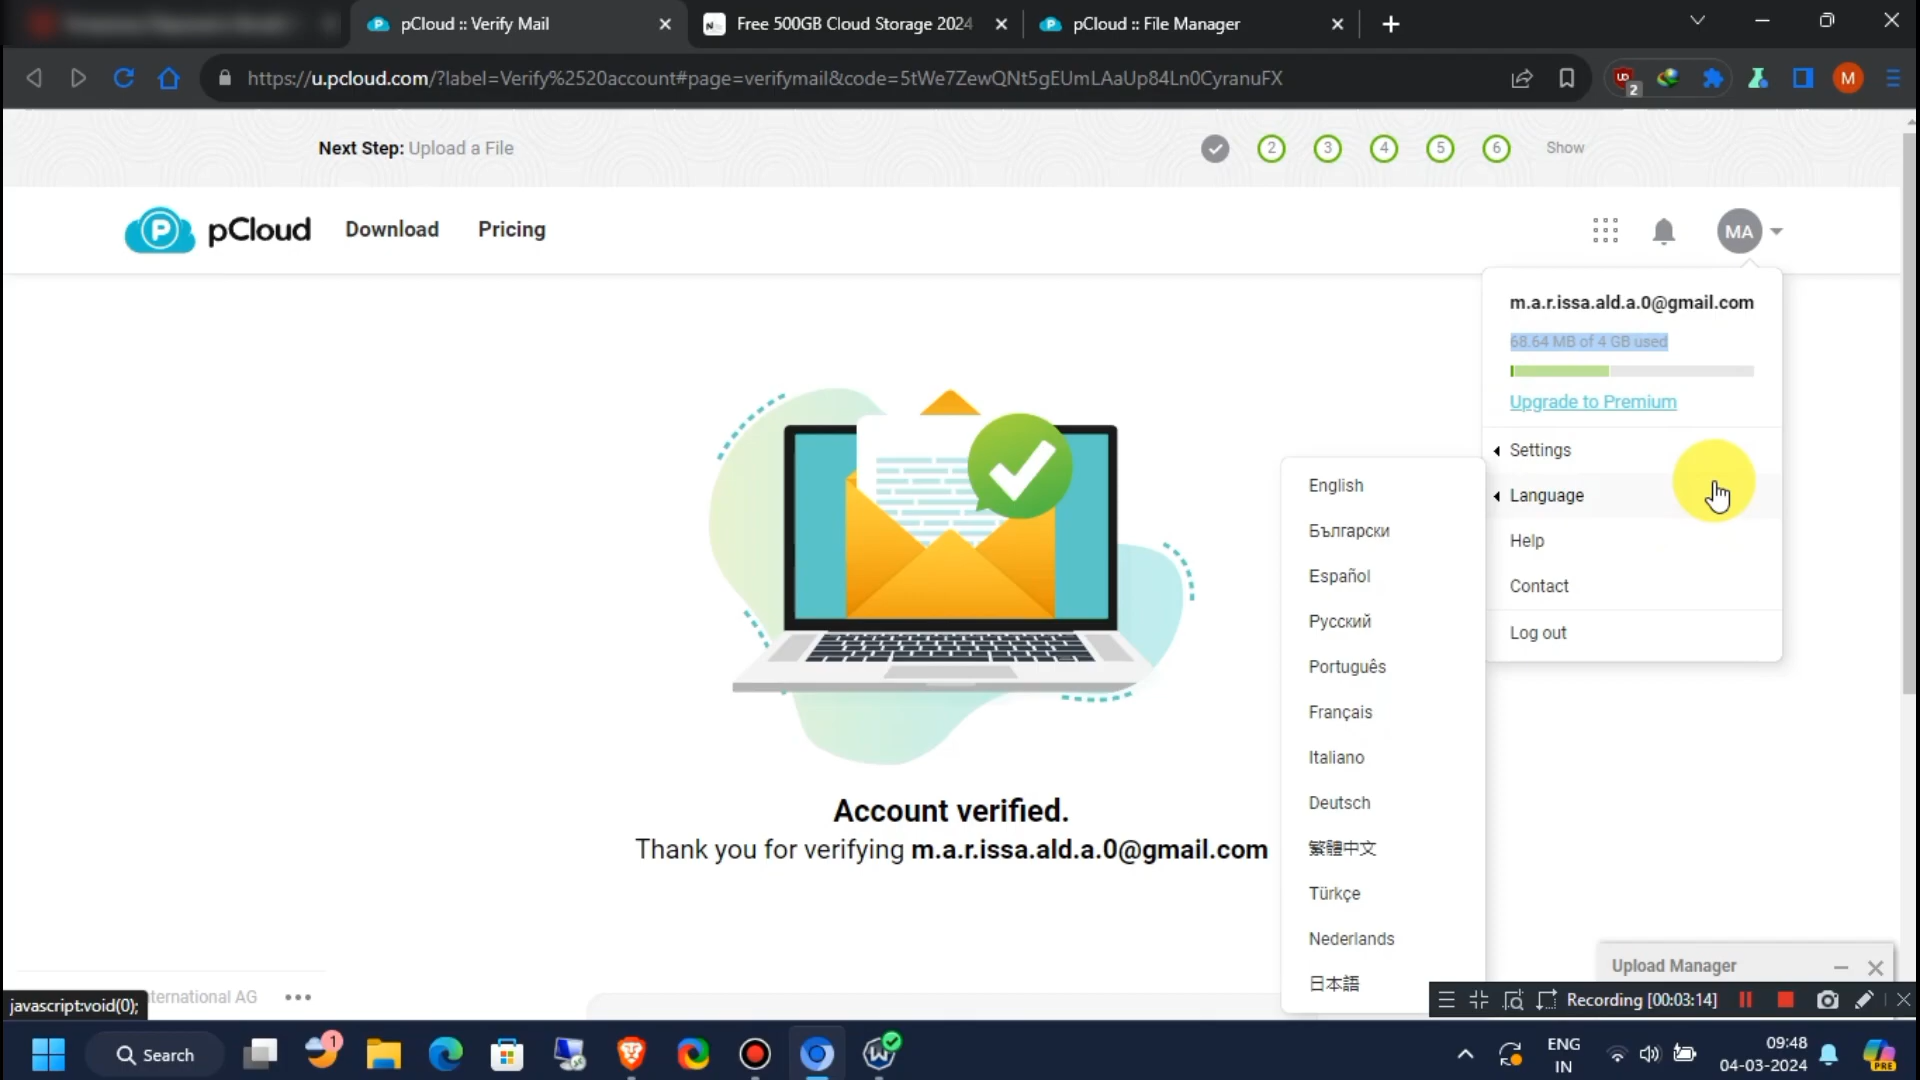 pCloud :: Verify Mail
Free 500GB Cloud Storage 2024
pCloud :: File Manager
https://u.pcloud.com/?label=Verify%2520account#page=verifymail&code=5tWe7ZewQNt5gEUmLAaUp84Ln0CyranuFX
2
M
Next Step: Upload a File
2
3
4
5
6
Show
pCloud
Download
Pricing
MA
m.a.r.issa.ald.a.0@gmail.com
68.64 MB of 4 GB used
Upgrade to Premium
Settings
Language
Help
Contact
Log out
English
Български
Español
Русский
Português
Français
Italiano
Deutsch
繁體中文
Türkçe
Nederlands
日本語
Account verified.
Thank you for verifying m.a.r.issa.ald.a.0@gmail.com
Upload Manager
javascript:void(0);
AG
Recording [00:03:14]
Search
1
ENG
IN
09:48
04-03-2024
PRE